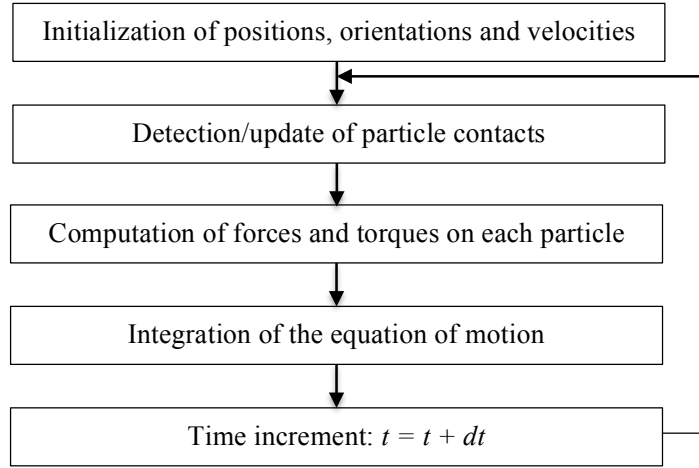 Initialization of positions, orientations and velocities
Detection/update of particle contacts
Computation of forces and torques on each particle
Integration of the equation of motion
Time increment: t = t + dt